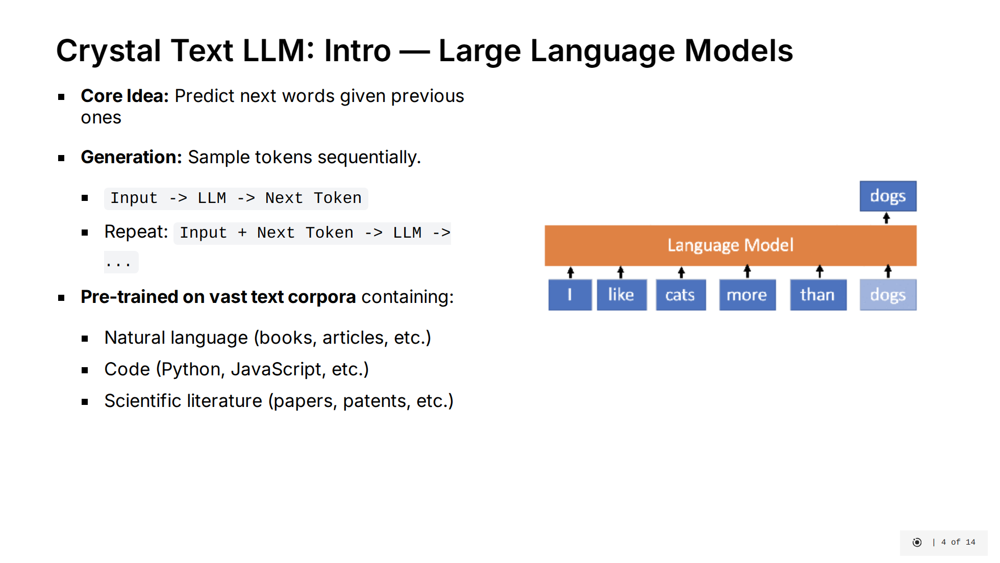 Crystal Text LLM: Intro — Large Language Models
Core Idea: Predict next words given previous
ones
Generation: Sample tokens sequentially.
Input -> LLM -> Next Token
Repeat: Input + Next Token -> LLM ->
...
Pre-trained on vast text corpora containing:
Natural language (books, articles, etc.)
Code (Python, JavaScript, etc.)
Scientific literature (papers, patents, etc.)
dogs
Language Model
I like cats more than dogs
| 4 of 14